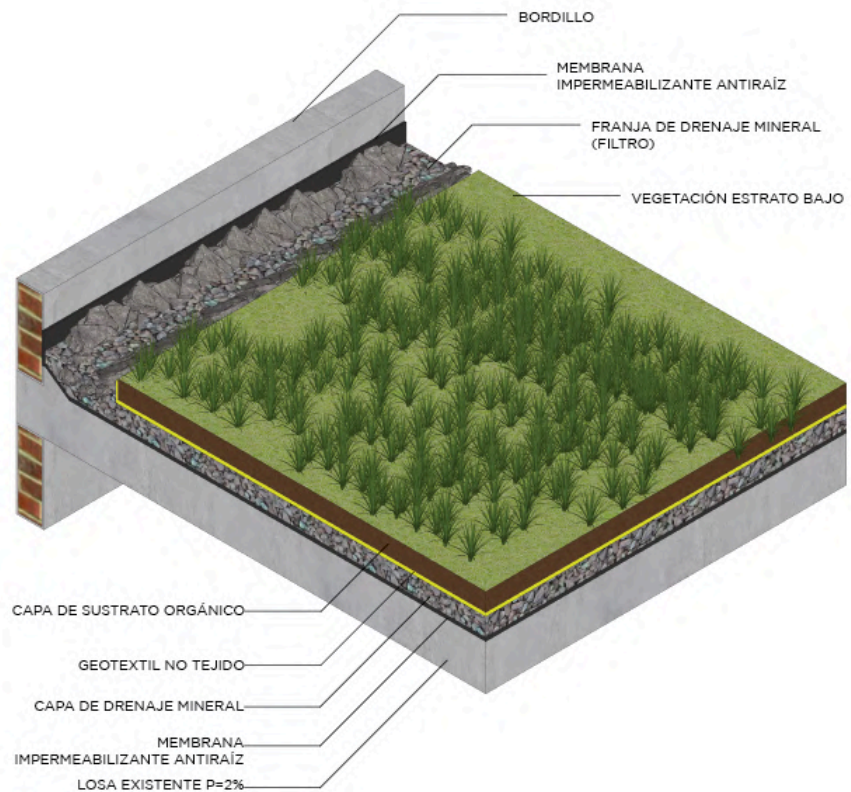 BORDILLO
MEMBRANA
IMPERMEABILIZANTE ANTIRAÍZ
FRANJA DE DRENAJE MINERAL
(FILTRO)
VEGETACIÓN ESTRATO BAJO
CAPA DE SUSTRATO ORGÁNICO
GEOTEXTIL NO TEJIDO
CAPA DE DRENAJE MINERAL
MEMBRANA
IMPERMEABILIZANTE ANTIRAÍZ
LOSA EXISTENTE P=2%